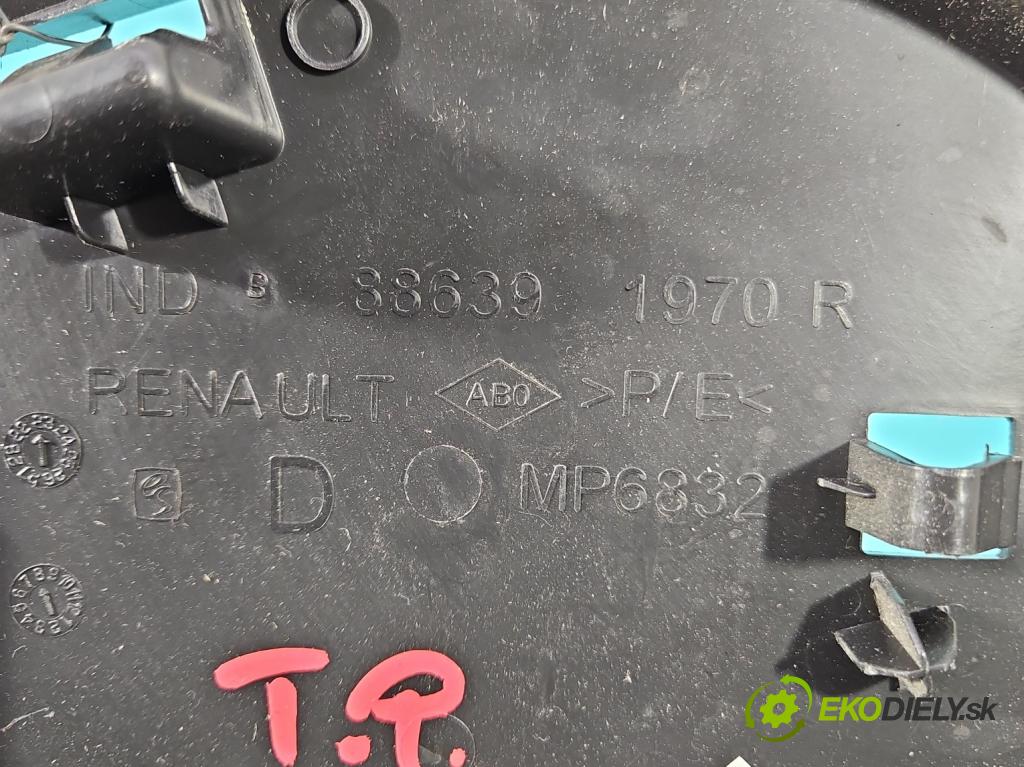 IND B 88639 1970 R
RENAULT ABO >P/E<
D MP6832
T.P.
EKODIELY.sk